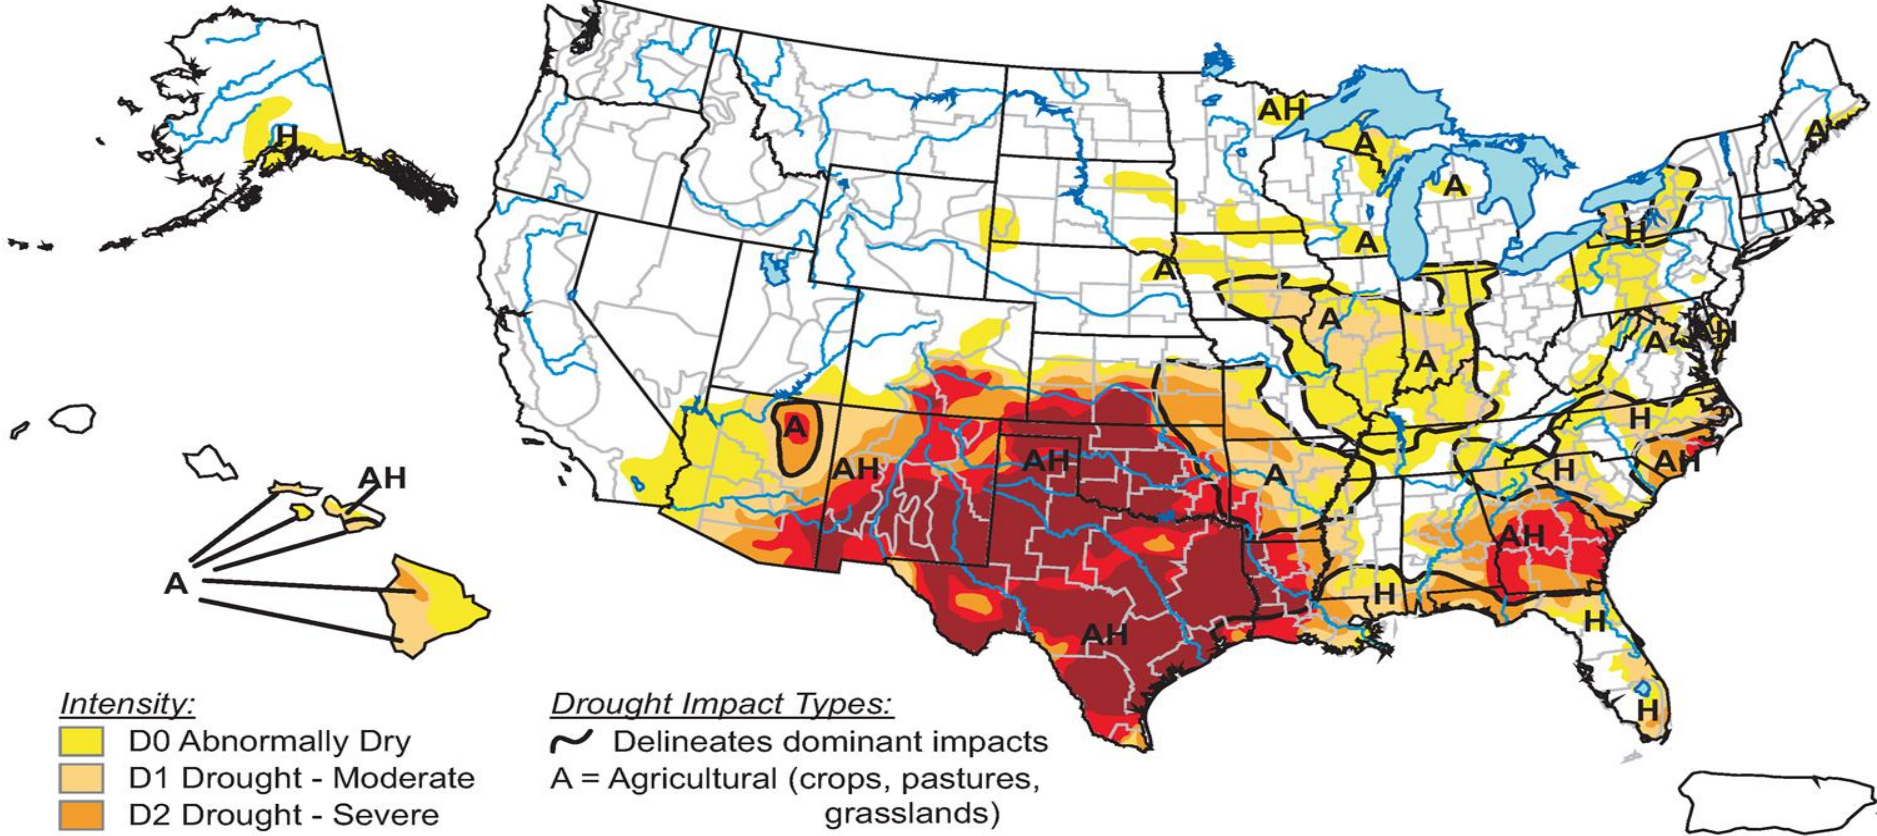 H
AH
A
A
A
H
A
A
A
A
H
A
A
H
AH
A
AH
AH
A
H
AH
AH
H
H
AH
H
AH
A
Intensity:
D0 Abnormally Dry
D1 Drought - Moderate
D2 Drought - Severe
Drought Impact Types:
Delineates dominant impacts
A = Agricultural (crops, pastures,
grasslands)